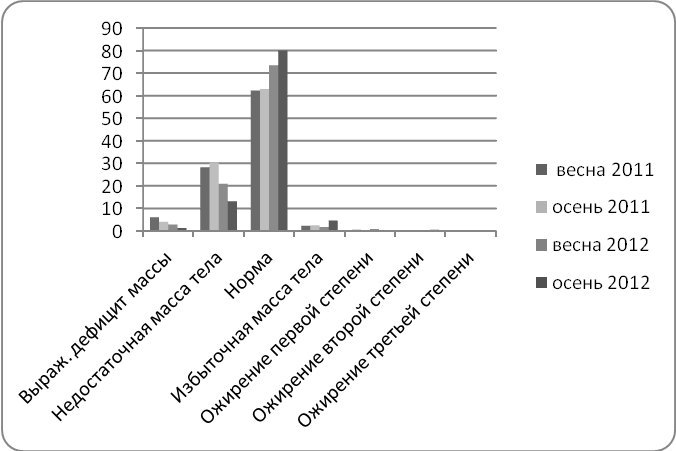 90
80
70
60
50
40
30
20
10
0
Выраж. дефицит массы
Недостаточная масса тела
Норма
Избыточная масса тела
Ожирение первой степени
Ожирение второй степени
Ожирение третьей степени
весна 2011
осень 2011
весна 2012
осень 2012